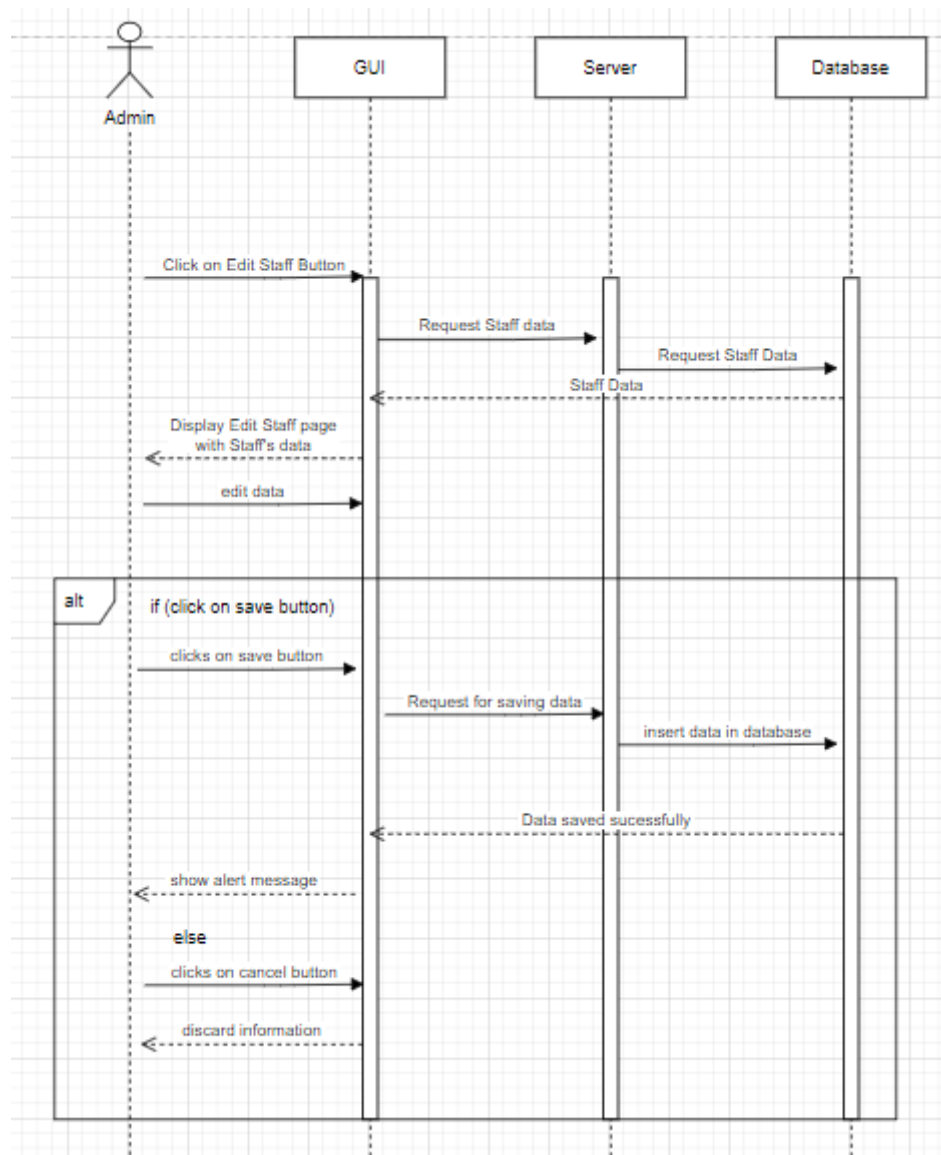 GUI
Server
Database
Admin
Click on Edit Staff Button
Request Staff data
Request Staff Data
Staff Data
Display Edit Staff page
with Staff's data
edit data
alt
if (click on save button)
clicks on save button
Request for saving data
insert data in database
Data saved sucessfully
show alert message
else
clicks on cancel button
discard information